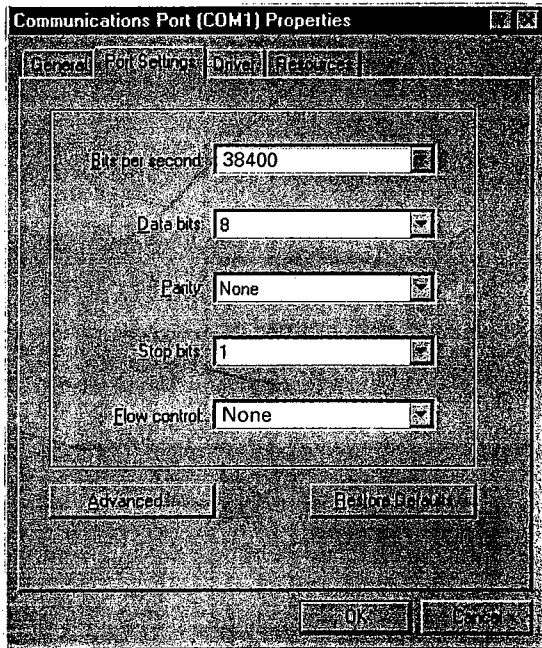 Communications Port (COM1) Properties
General Port Settings Driver Resources
Bits per second: 38400
Data bits: 8
Parity: None
Stop bits: 1
Flow control: None
Advanced...
Restore Defaults
OK Cancel